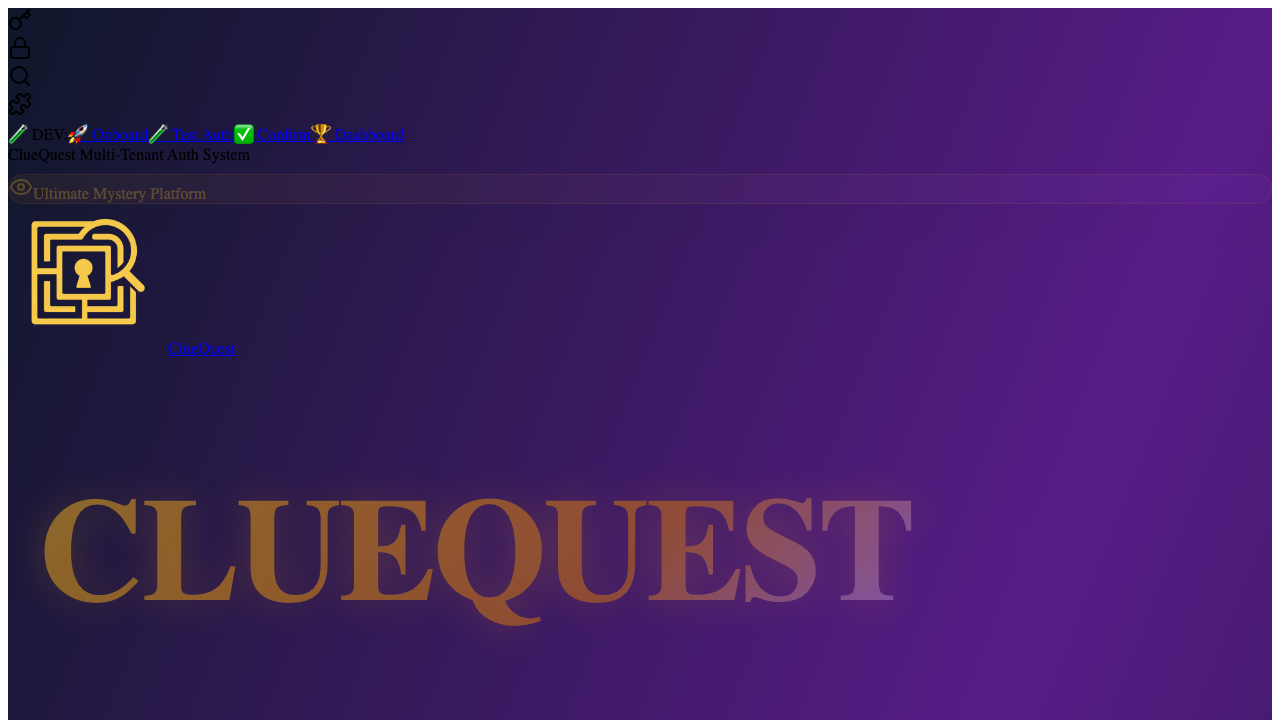 DEV:🚀 Onboard🧪 Test Auth✅ Confirm🏆 Dashboard
ClueQuest Multi-Tenant Auth System
Ultimate Mystery Platform
ClueQuest
CLUEQUEST